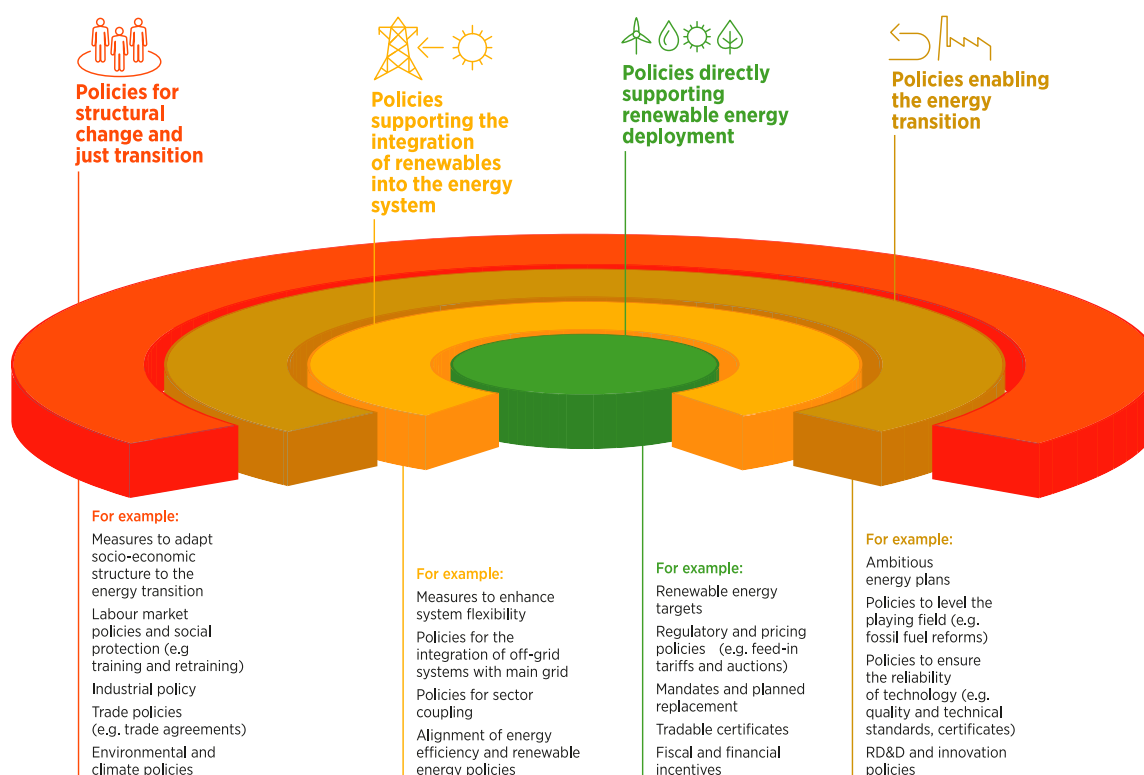 Policies for
structural
change and
just transition
Policies
supporting the
integration
of renewables
into the energy
system
Policies directly
supporting
renewable energy
deployment
Policies enabling
the energy
transition
For example:
Measures to adapt
socio-economic
structure to the
energy transition
Labour market
policies and social
protection (e.g
training and retraining)
Industrial policy
Trade policies
(e.g. trade agreements)
Environmental and
climate policies
For example:
Measures to enhance
system flexibility
Policies for the
integration of off-grid
systems with main grid
Policies for sector
coupling
Alignment of energy
efficiency and renewable
energy policies
For example:
Renewable energy
targets
Regulatory and pricing
policies (e.g. feed-in
tariffs and auctions)
Mandates and planned
replacement
Tradable certificates
Fiscal and financial
incentives
For example:
Ambitious
energy plans
Policies to level the
playing field (e.g.
fossil fuel reforms)
Policies to ensure
the reliability
of technology (e.g.
quality and technical
standards, certificates)
RD&D and innovation
policies